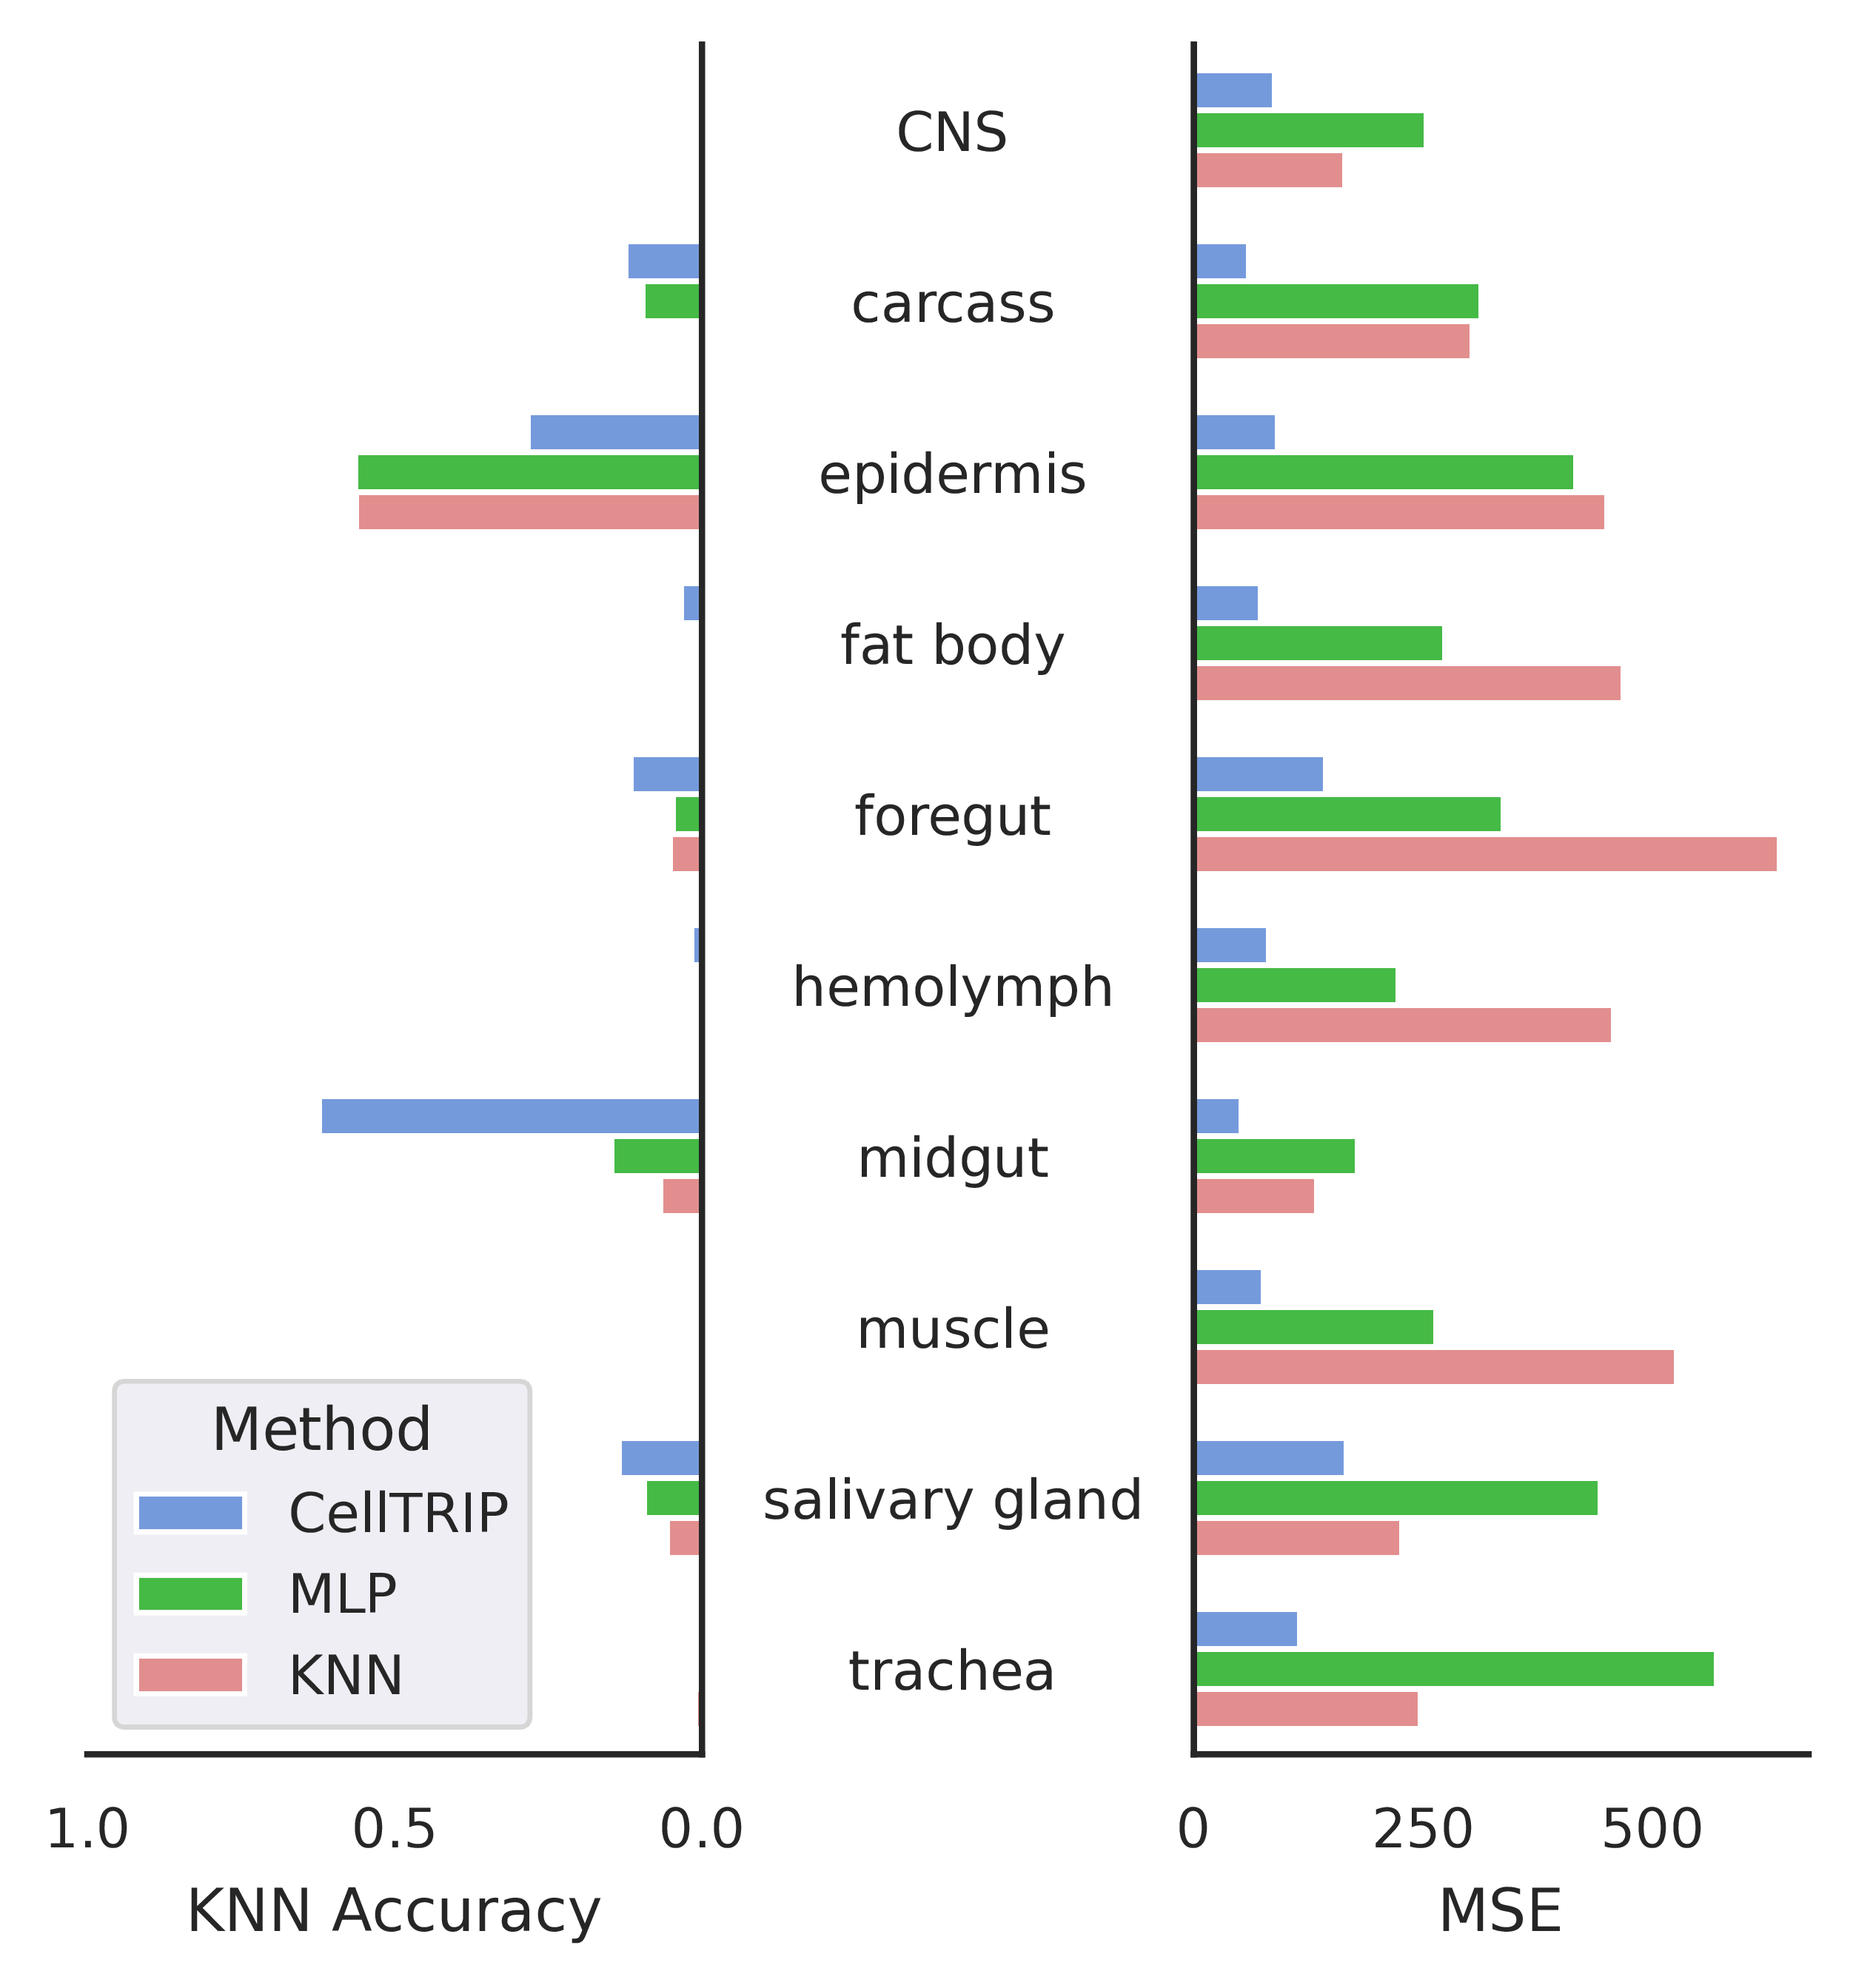 CNS
carcass
epidermis
fat body
foregut
hemolymph
midgut
muscle
salivary gland
trachea
Method
CellTRIP
MLP
KNN
1.0 0.5 0.0
KNN Accuracy
0 250 500
MSE